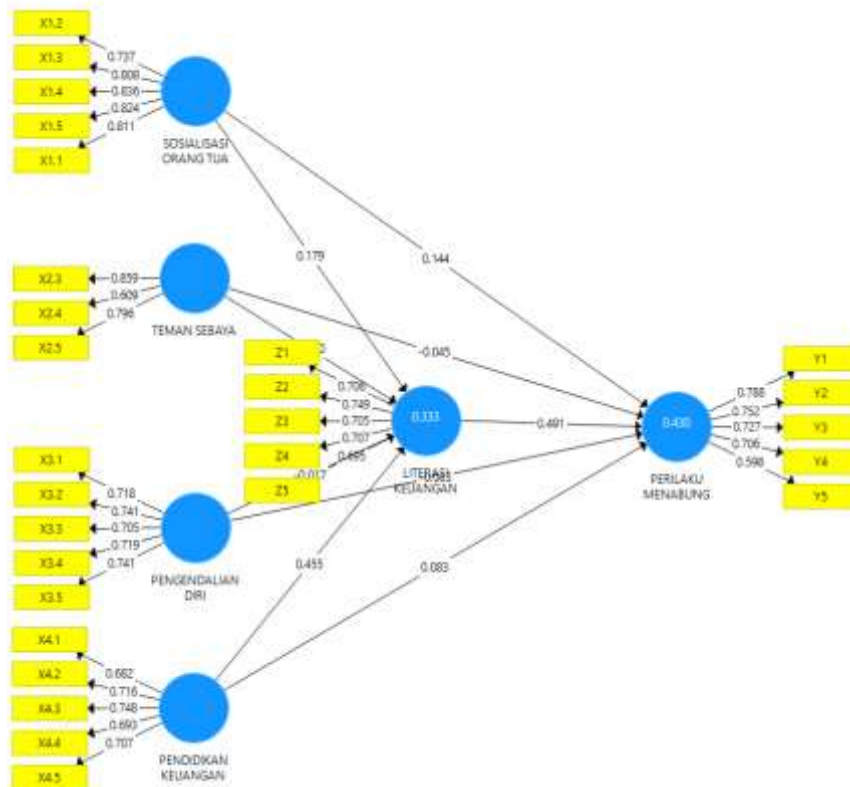 X1.2
X1.3
X1.4
X1.5
X1.1
0.737
0.808
0.836
0.824
0.811
SOSIALISASI
ORANG TUA
0.179
0.144
X2.3
X2.4
X2.5
0.859
0.609
0.796
TEMAN SEBAYA
-0.045
Z1
Z2
Z3
Z4
Z5
0.706
0.749
0.705
0.707
0.695
0.333
LITERASI
KEUANGAN
0.491
0.430
PERILAKU
MENABUNG
Y1
Y2
Y3
Y4
Y5
0.788
0.752
0.727
0.706
0.598
X3.1
X3.2
X3.3
X3.4
X3.5
0.718
0.741
0.705
0.719
0.741
PENGENDALIAN
DIRI
-0.017
0.455
0.083
X4.1
X4.2
X4.3
X4.4
X4.5
0.716
0.748
0.693
0.707
PENDIDIKAN
KEUANGAN